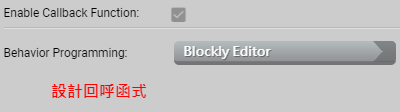 Enable Callback Function:
Behavior Programming:
Blockly Editor
設計回呼函式